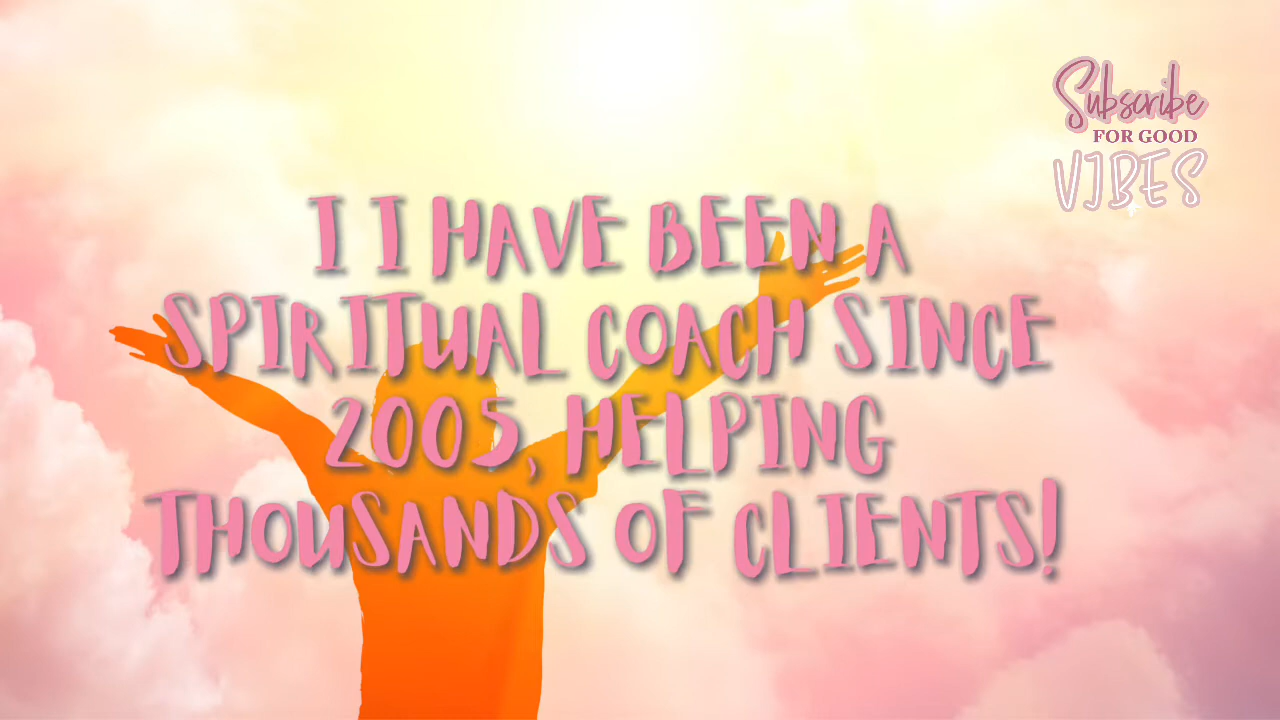 Subscribe
FOR GOOD
VIBES
I I HAVE BEEN A
SPIRITUAL COACH SINCE
2005, HELPING
THOUSANDS OF CLIENTS!